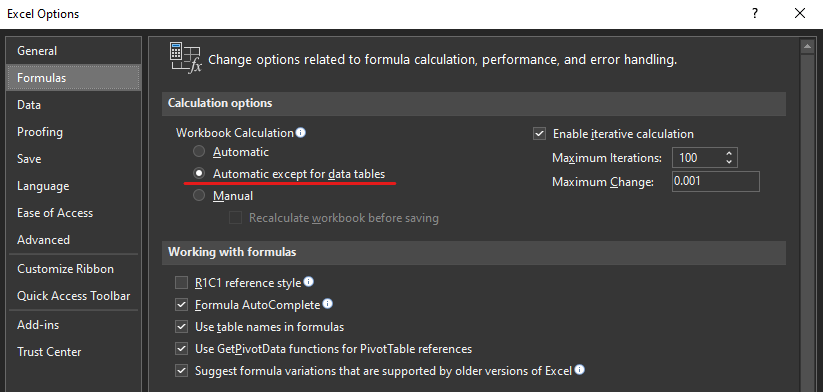 Excel Options
General
Formulas
Data
Proofing
Save
Language
Ease of Access
Advanced
Customize Ribbon
Quick Access Toolbar
Add-ins
Trust Center
Change options related to formula calculation, performance, and error handling.
Calculation options
Workbook Calculation
Automatic
Automatic except for data tables
Manual
Recalculate workbook before saving
Enable iterative calculation
Maximum Iterations: 100
Maximum Change: 0.001
Working with formulas
R1C1 reference style
Formula AutoComplete
Use table names in formulas
Use GetPivotData functions for PivotTable references
Suggest formula variations that are supported by older versions of Excel